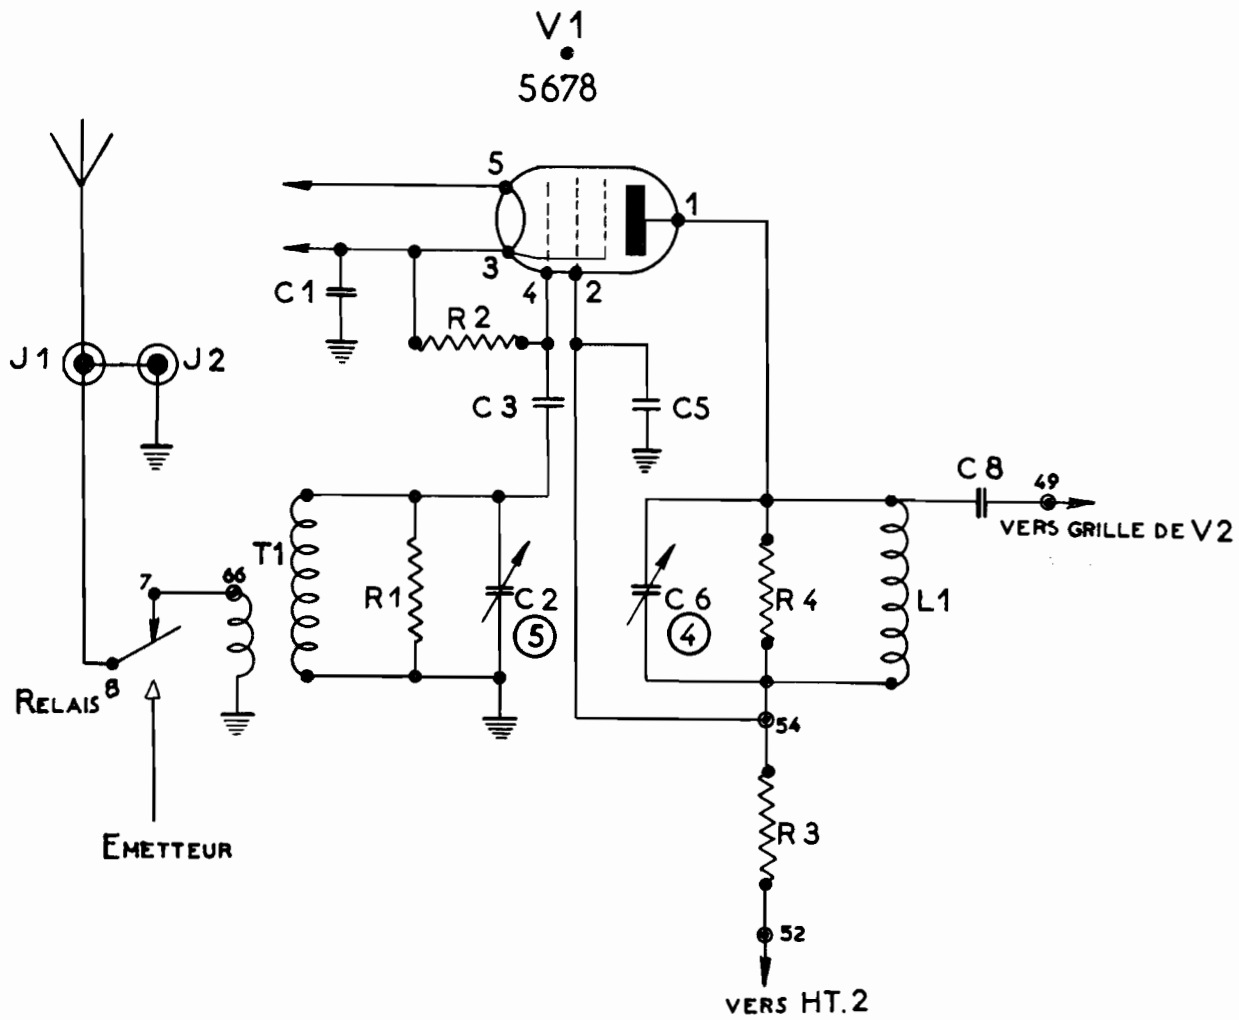 V1
5678
5
1
3
4
2
C1
R2
J1
J2
C3
C5
C8
49
VERS GRILLE DE V2
T1
7
66
R1
C2
5
C6
4
R4
L1
RELAIS 8
54
EMETTEUR
R3
52
VERS HT.2